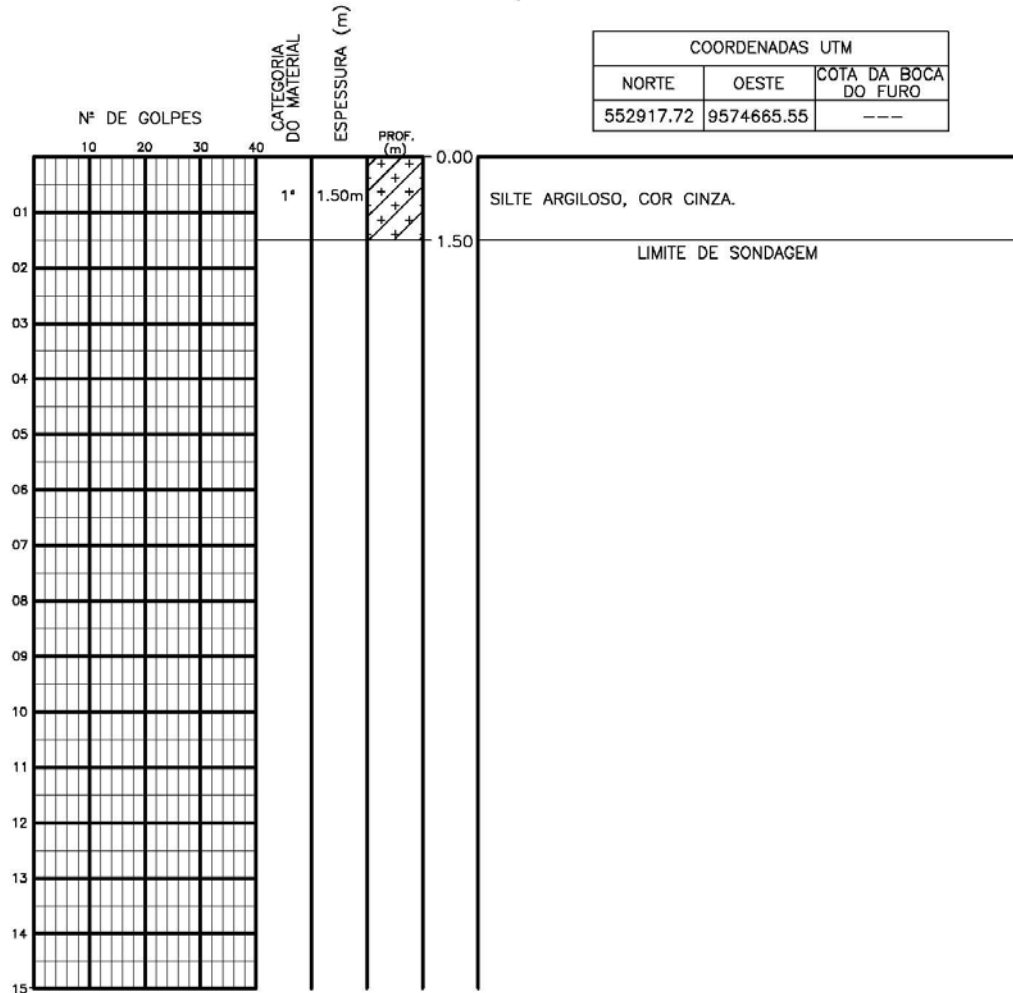 COORDENADAS UTM
NORTE OESTE COTA DA BOCA DO FURO
552917.72 9574665.55 ---
Nª DE GOLPES
CATEGORIA DO MATERIAL
ESPESSURA (m)
PROF. (m)
10 20 30 40
0.00
1ª 1.50m
SILTE ARGILOSO, COR CINZA.
01
1.50
LIMITE DE SONDAGEM
02
03
04
05
06
07
08
09
10
11
12
13
14
15